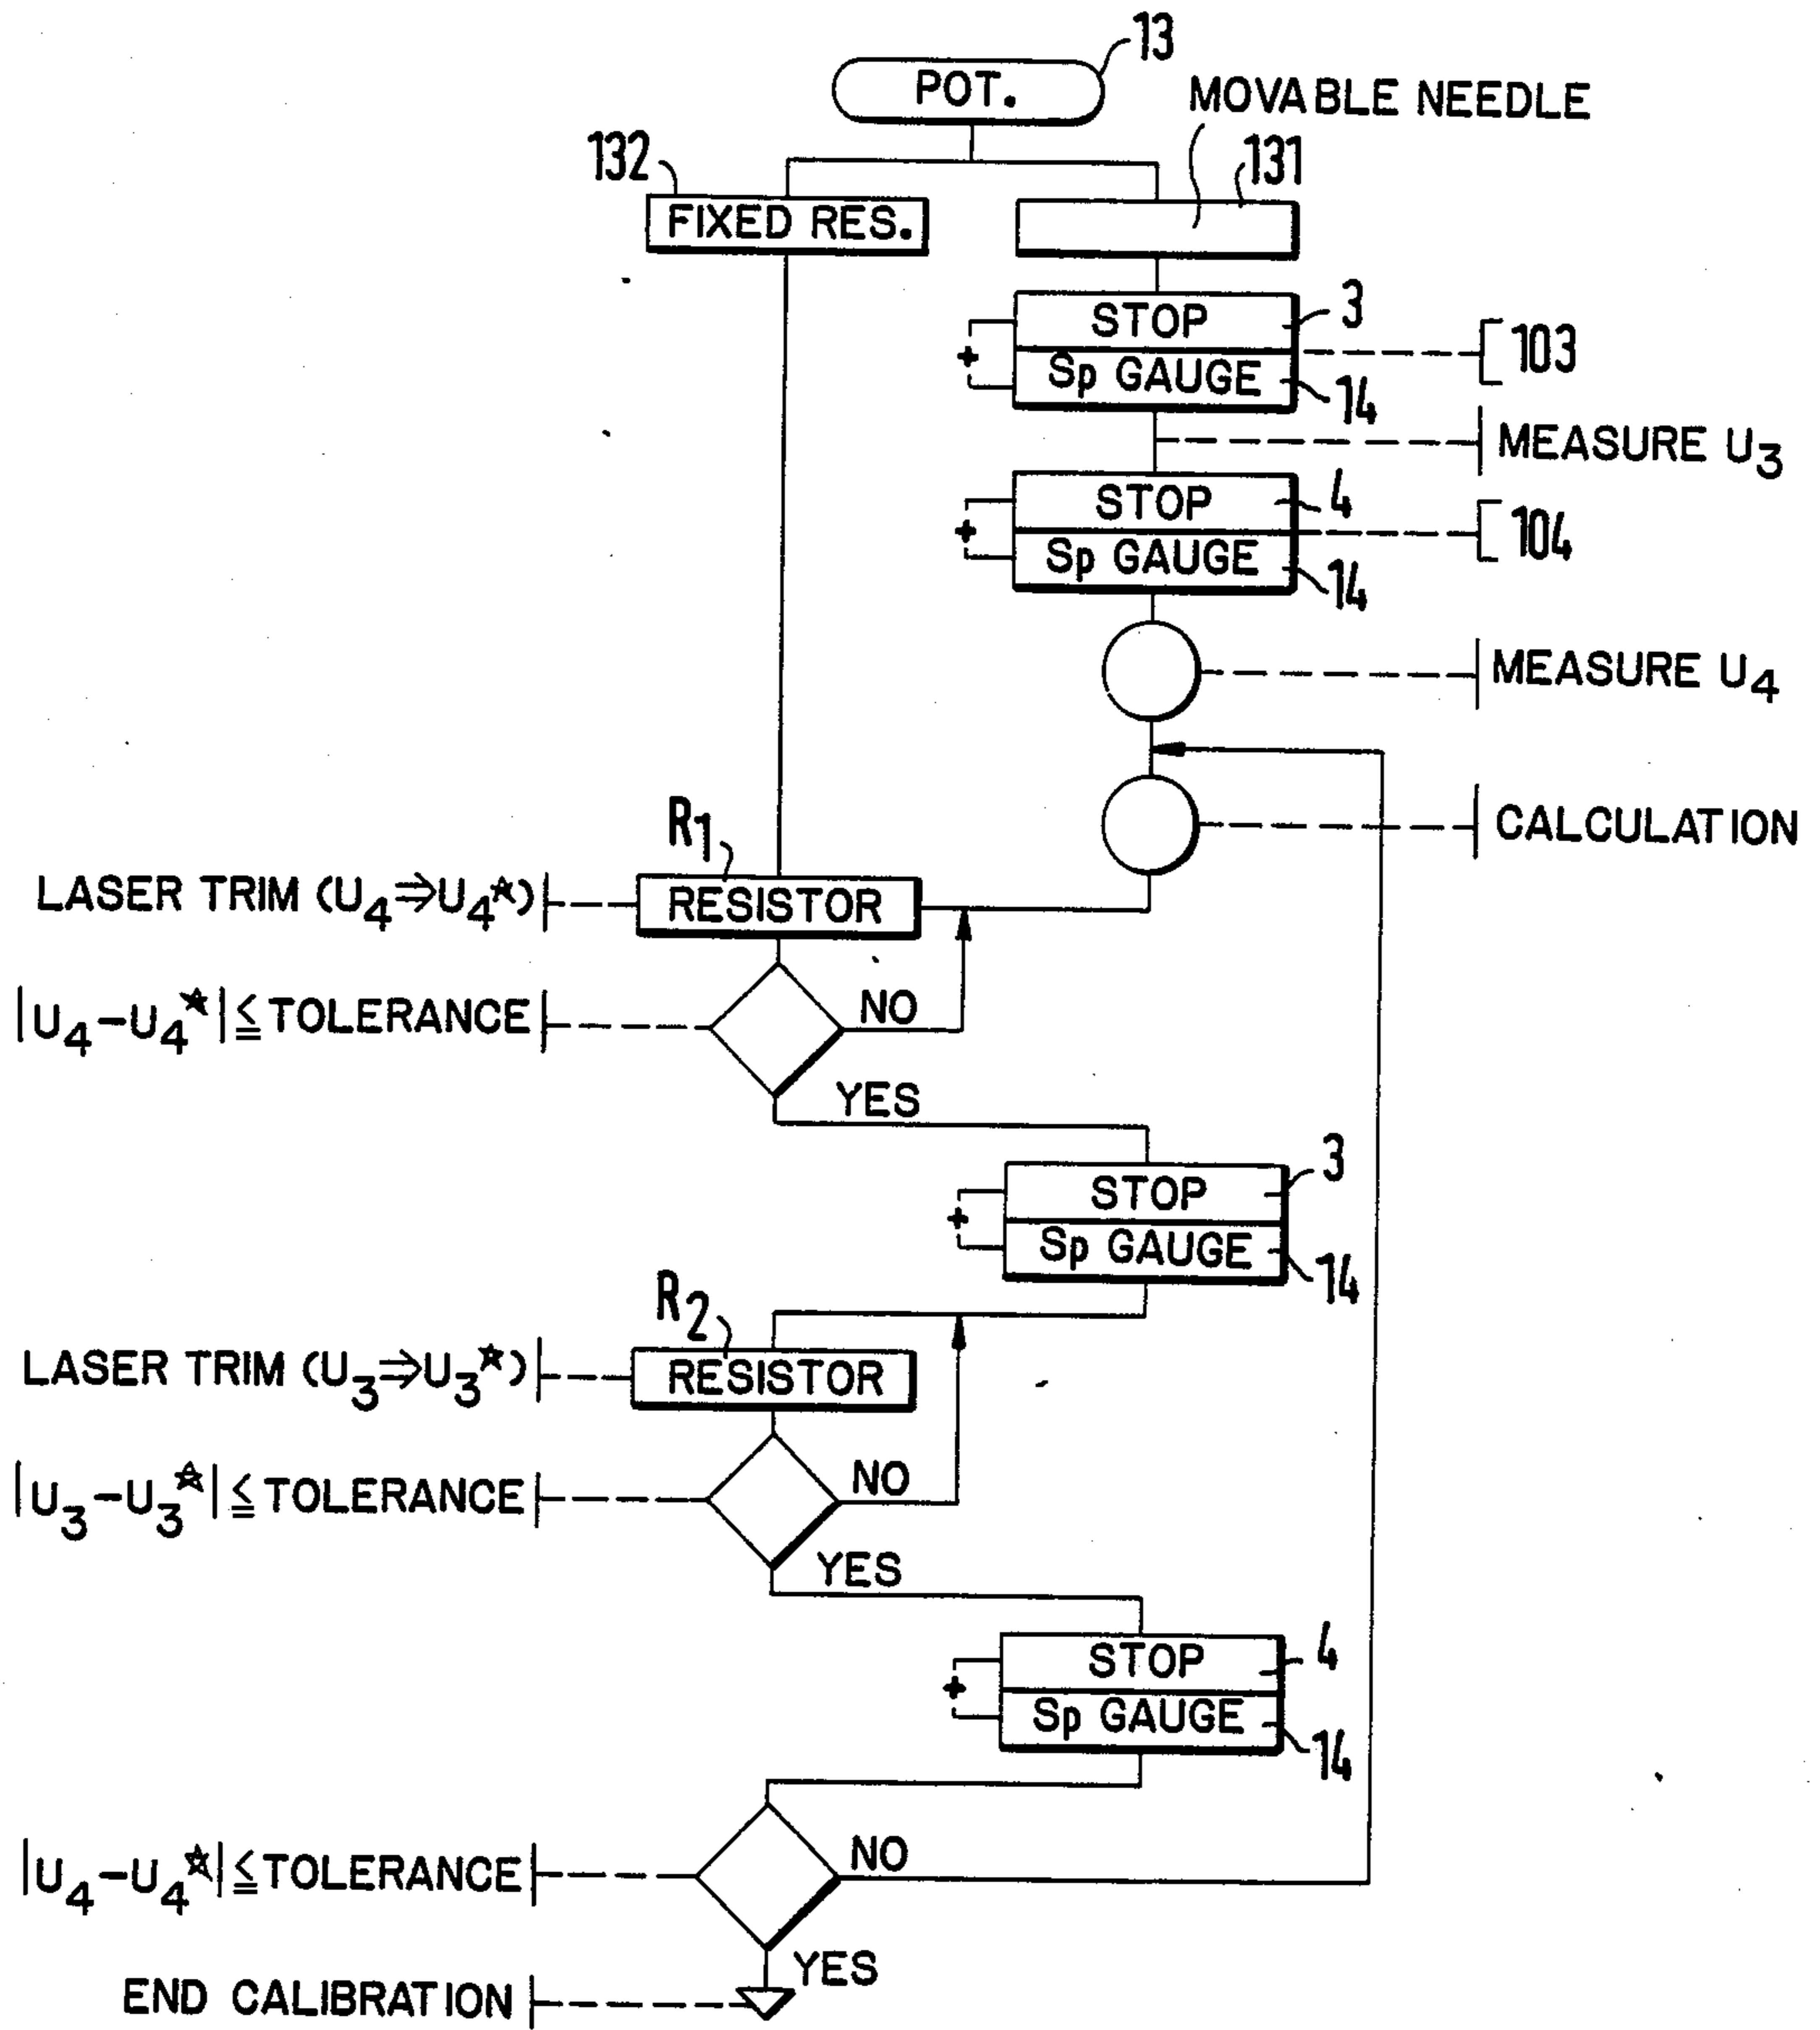 13
POT.
MOVABLE NEEDLE
132
131
FIXED RES.
STOP
3
103
+
Sp GAUGE
14
MEASURE U3
STOP
4
104
+
Sp GAUGE
14
MEASURE U4
R1
CALCULATION
LASER TRIM (U4⇒U4☆)
RESISTOR
|U4–U4☆|≦TOLERANCE
NO
YES
3
STOP
+
Sp GAUGE
14
R2
LASER TRIM (U3⇒U3☆)
RESISTOR
|U3–U3☆|≦TOLERANCE
NO
YES
STOP
4
+
Sp GAUGE
14
|U4–U4☆|≦TOLERANCE
NO
YES
END CALIBRATION